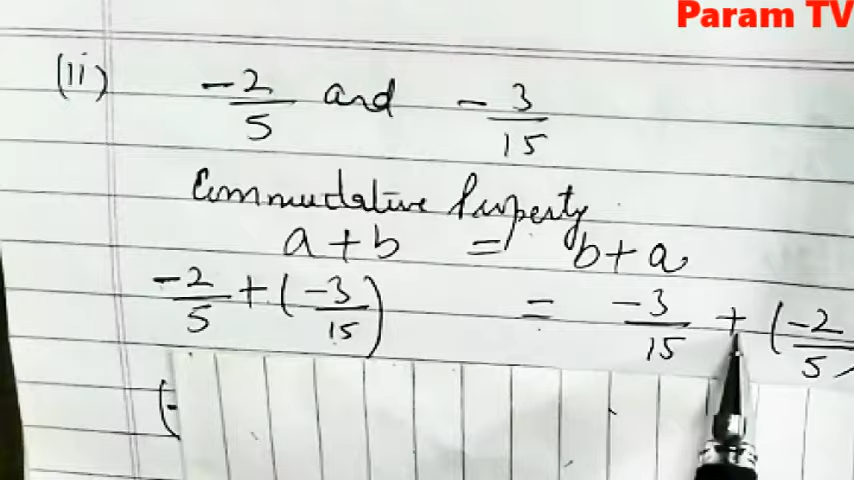 Param TV
(ii) -2/5 and -3/15
Commutative Property
a+b = b+a
-2/5 + (-3/15) = -3/15 + (-2/5)
(-